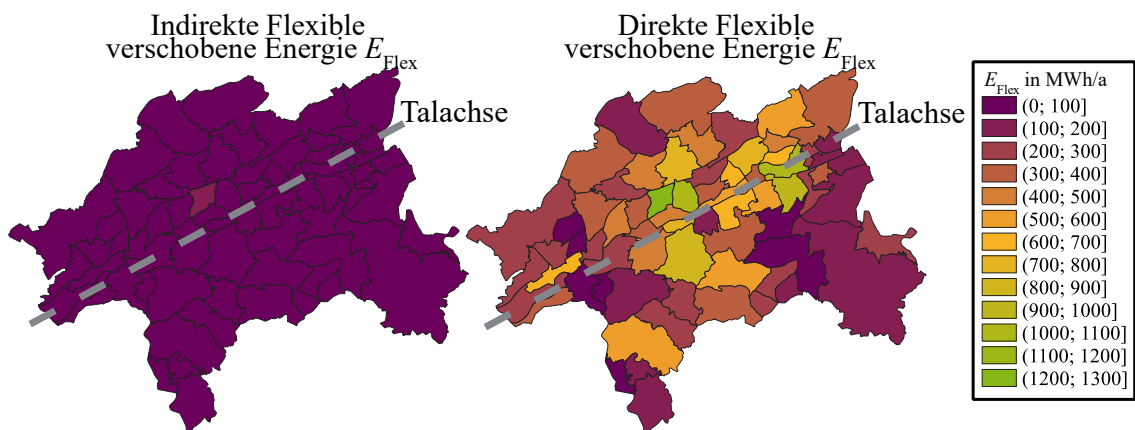 Indirekte Flexible
verschobene Energie E_Flex
Talachse
Direkte Flexible
verschobene Energie E_Flex
Talachse
E_Flex in MWh/a
(0; 100]
(100; 200]
(200; 300]
(300; 400]
(400; 500]
(500; 600]
(600; 700]
(700; 800]
(800; 900]
(900; 1000]
(1000; 1100]
(1100; 1200]
(1200; 1300]